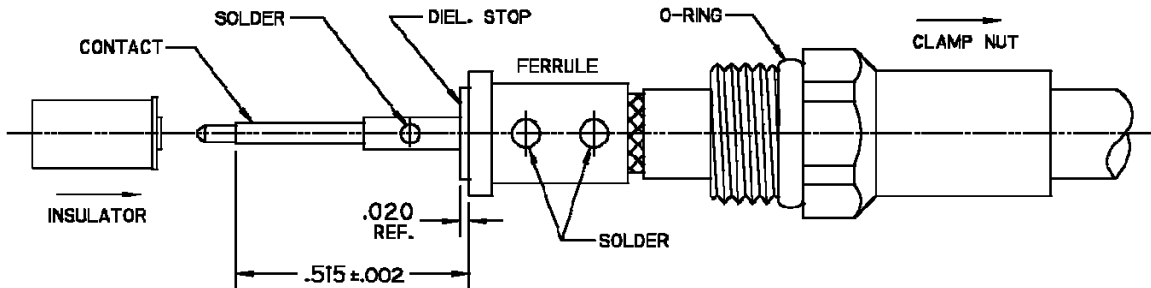 SOLDER
DIEL. STOP
O-RING
CONTACT
FERRULE
CLAMP NUT
INSULATOR
.020
REF.
SOLDER
.515 ±.002